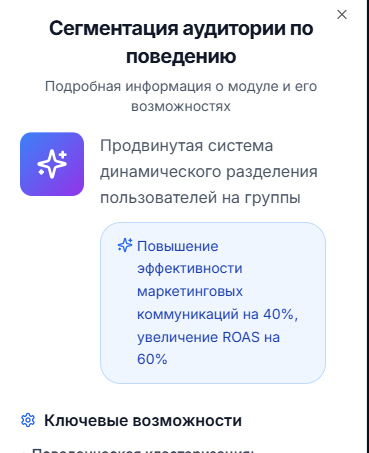 Сегментация аудитории по
поведению
Подробная информация о модуле и его
возможностях
Продвинутая система
динамического разделения
пользователей на группы
Повышение
эффективности
маркетинговых
коммуникаций на 40%,
увеличение ROAS на
60%
Ключевые возможности